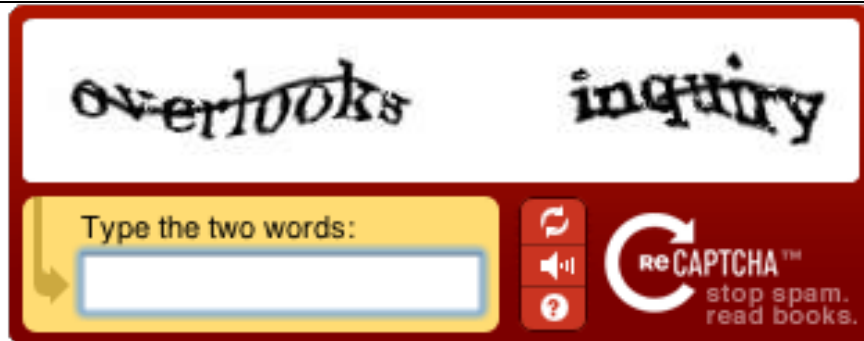 overlooks inquiry
Type the two words:
ReCAPTCHA™
stop spam.
read books.